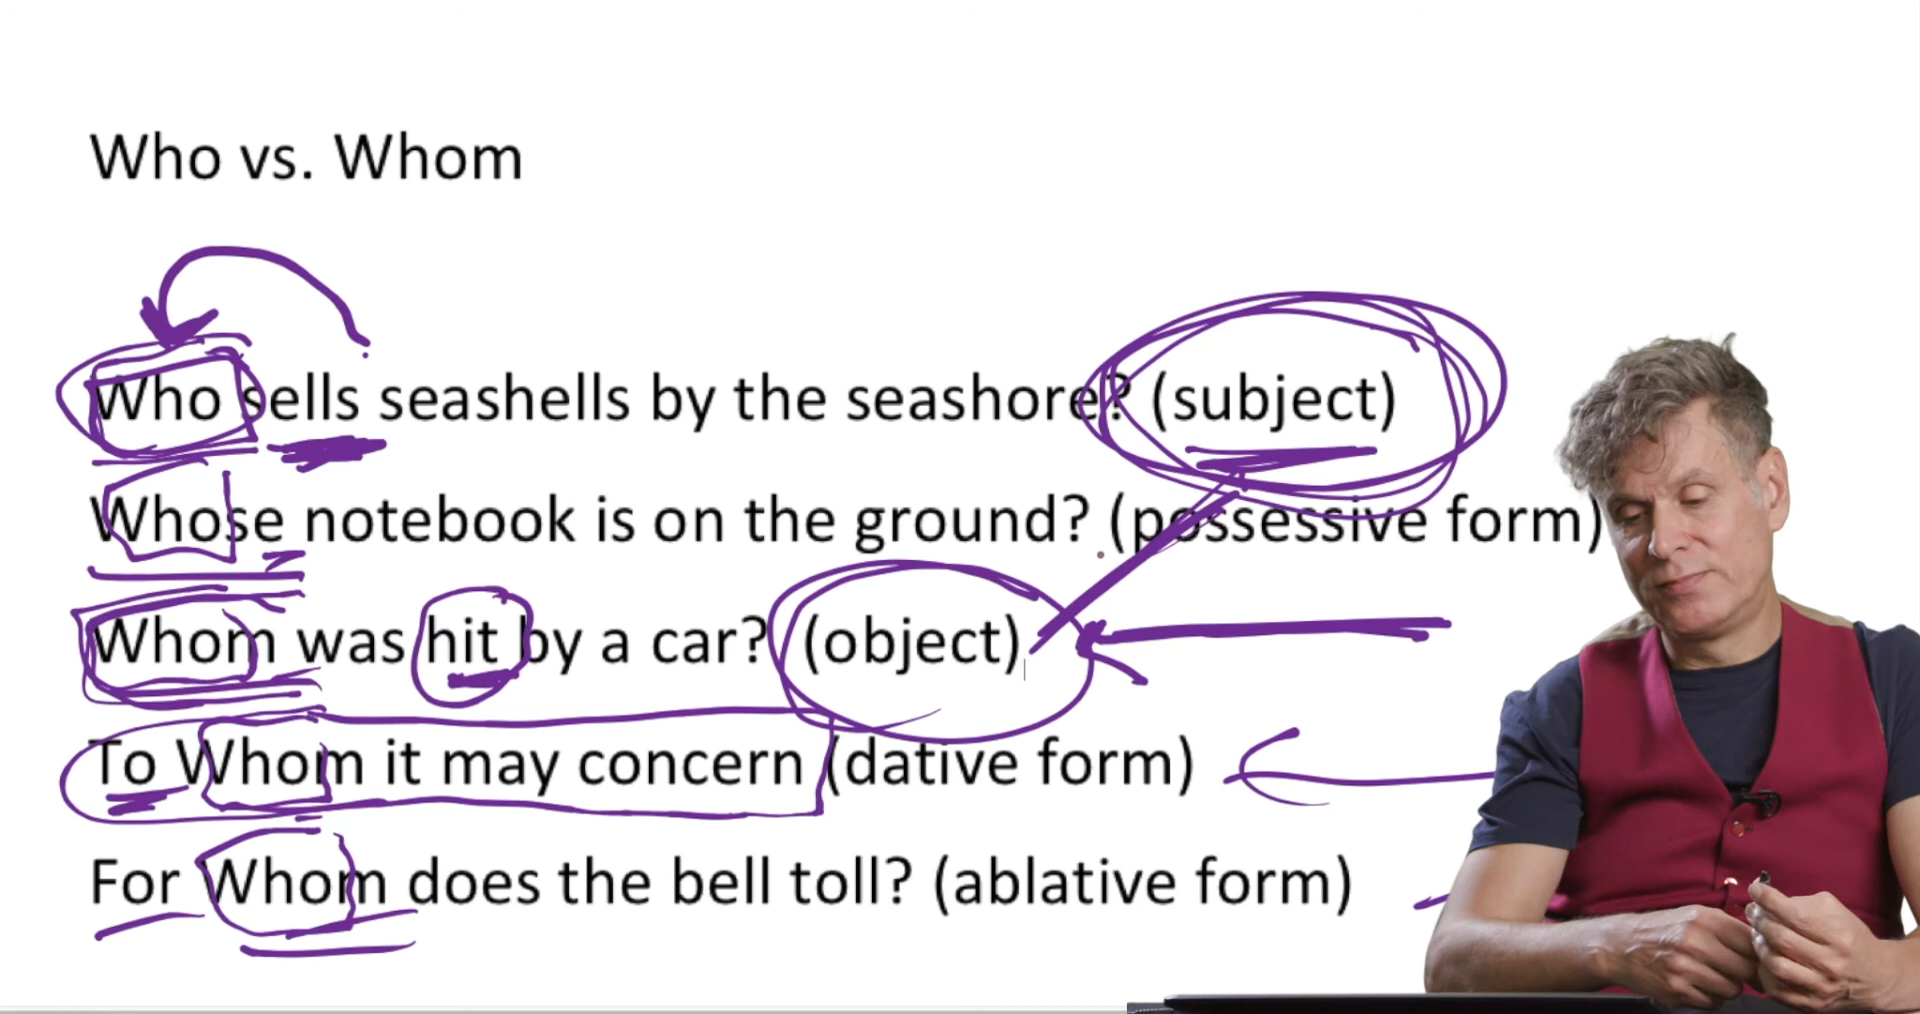 Who vs. Whom
Who sells seashells by the seashore? (subject)
Whose notebook is on the ground? (possessive form)
Whom was hit by a car? (object)
To Whom it may concern (dative form)
For Whom does the bell toll? (ablative form)